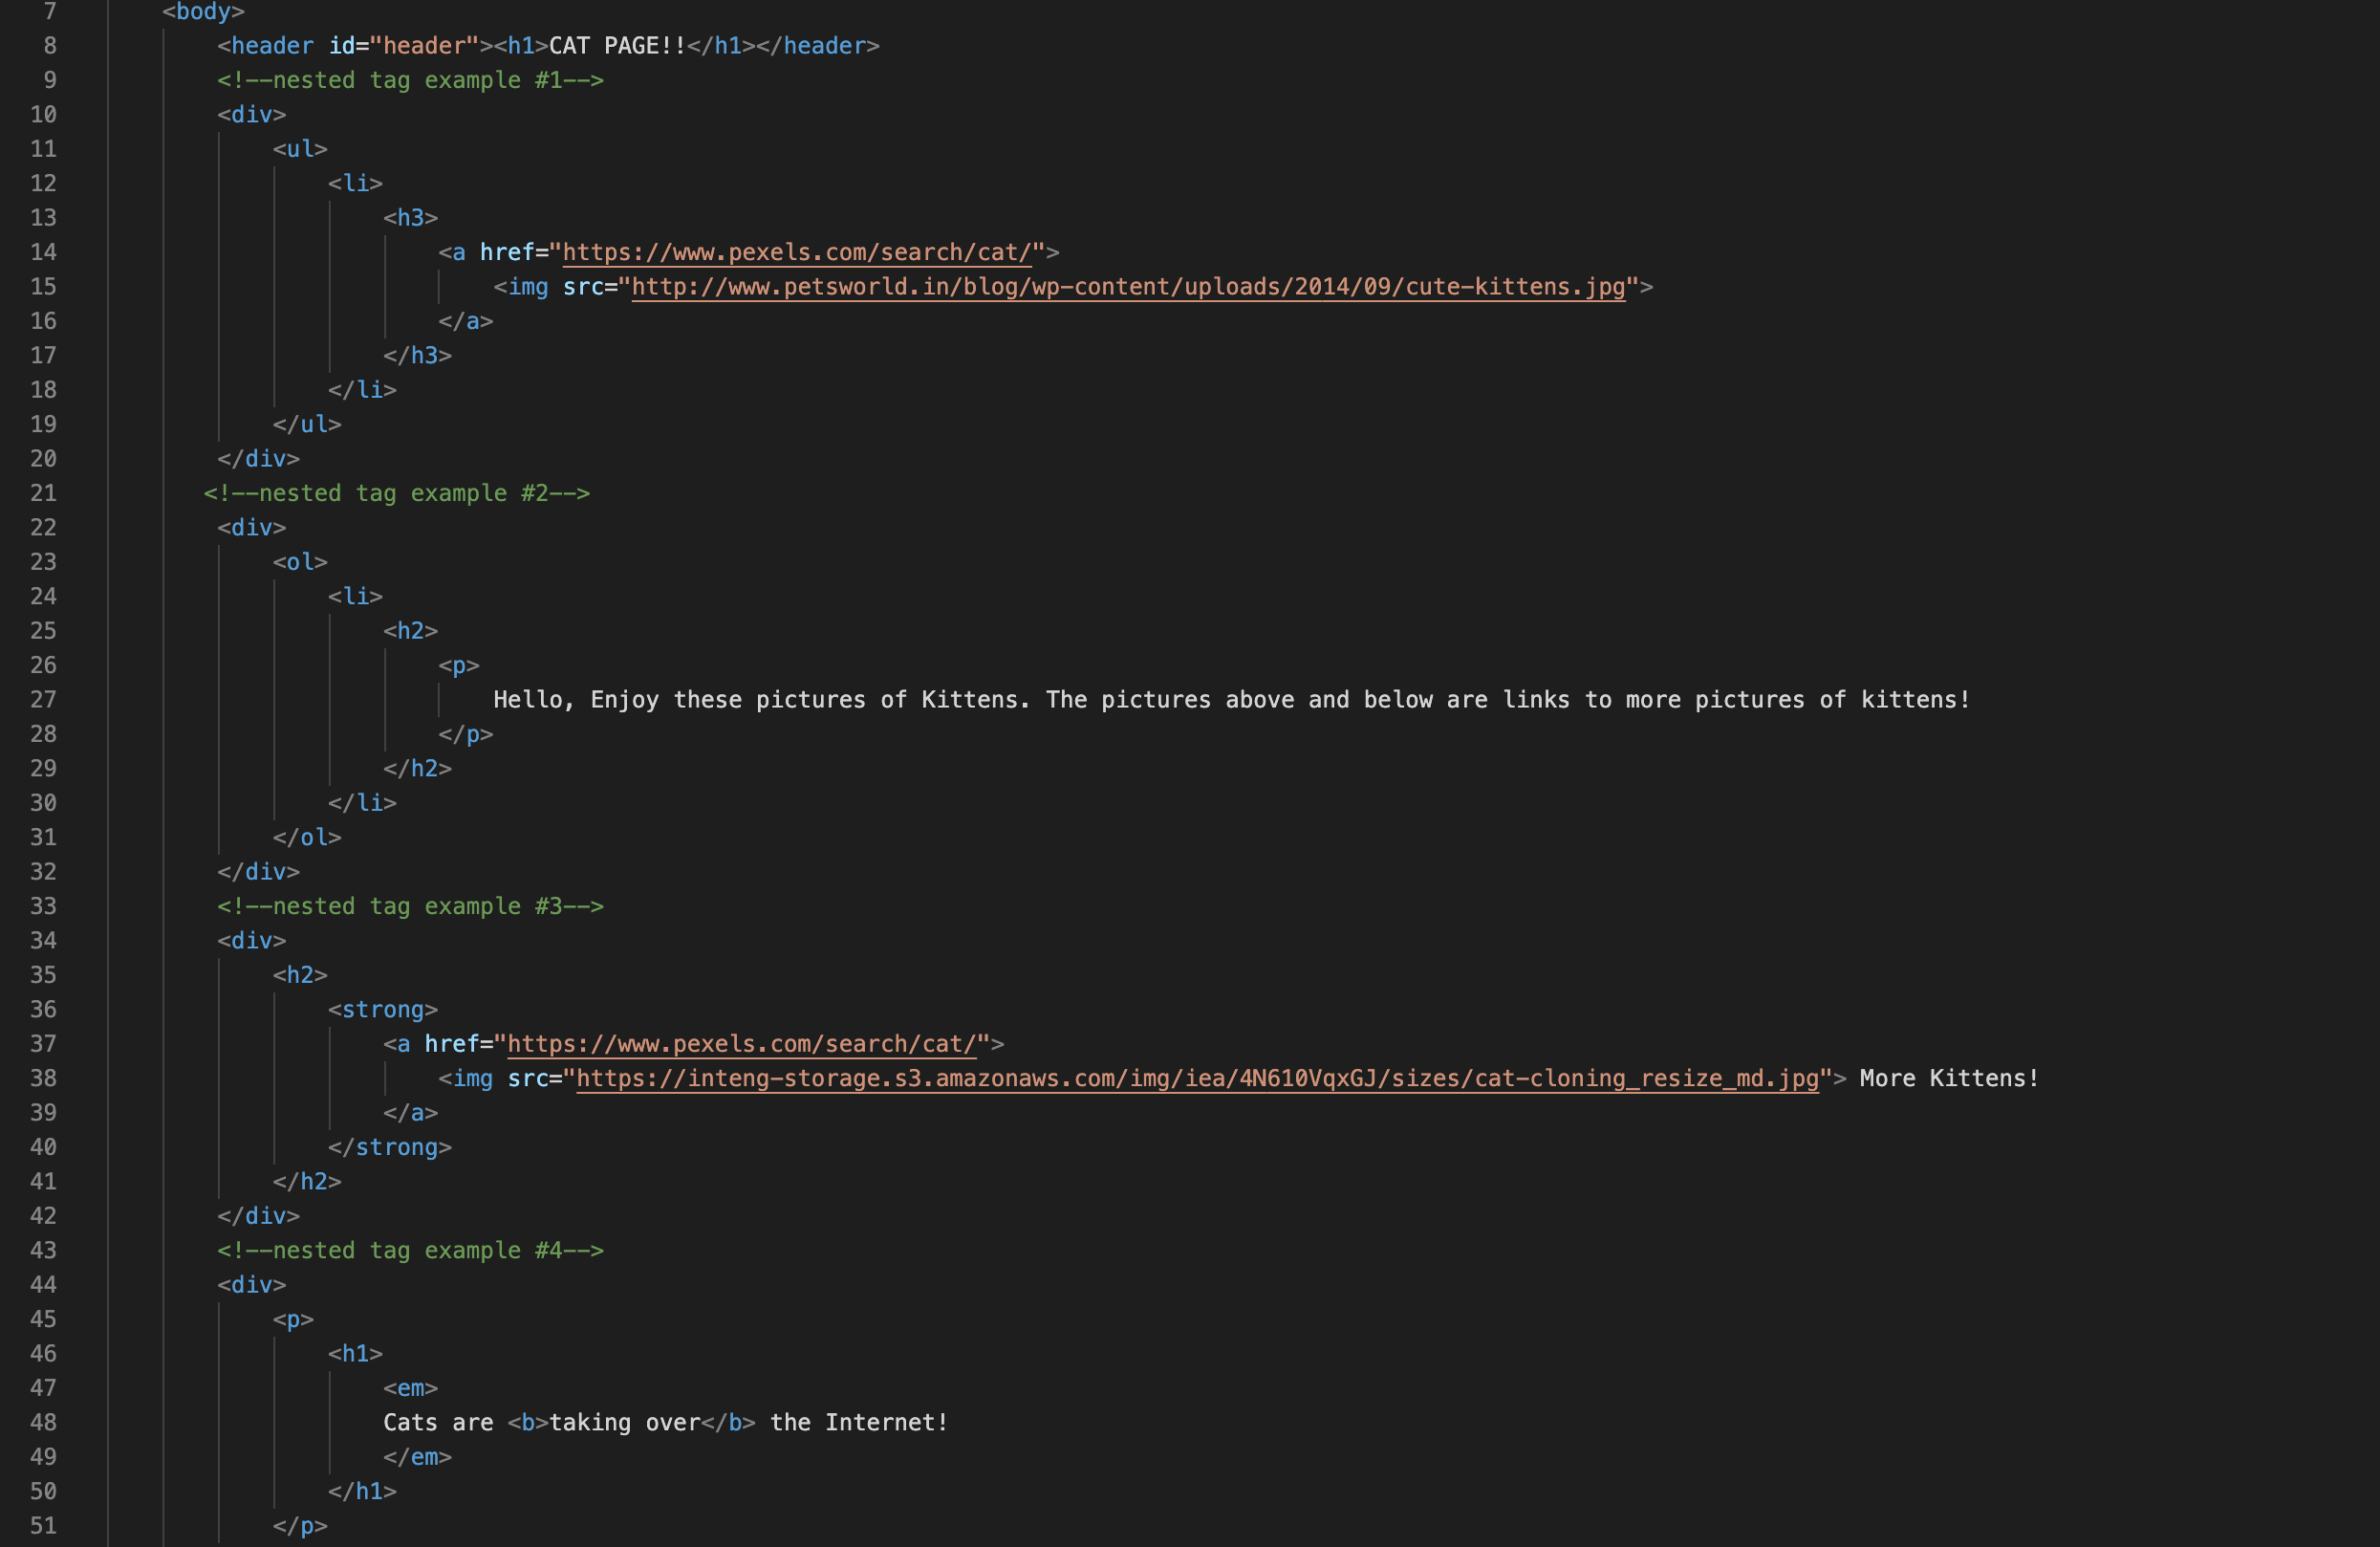 7 <body>
8 <header id="header"><h1>CAT PAGE!!</h1></header>
9 <!--nested tag example #1-->
10 <div>
11 <ul>
12 <li>
13 <h3>
14 <a href="https://www.pexels.com/search/cat/">
15 <img src="http://www.petsworld.in/blog/wp-content/uploads/2014/09/cute-kittens.jpg">
16 </a>
17 </h3>
18 </li>
19 </ul>
20 </div>
21 <!--nested tag example #2-->
22 <div>
23 <ol>
24 <li>
25 <h2>
26 <p>
27 Hello, Enjoy these pictures of Kittens. The pictures above and below are links to more pictures of kittens!
28 </p>
29 </h2>
30 </li>
31 </ol>
32 </div>
33 <!--nested tag example #3-->
34 <div>
35 <h2>
36 <strong>
37 <a href="https://www.pexels.com/search/cat/">
38 <img src="https://inteng-storage.s3.amazonaws.com/img/iea/4N610VqxGJ/sizes/cat-cloning_resize_md.jpg"> More Kittens!
39 </a>
40 </strong>
41 </h2>
42 </div>
43 <!--nested tag example #4-->
44 <div>
45 <p>
46 <h1>
47 <em>
48 Cats are <b>taking over</b> the Internet!
49 </em>
50 </h1>
51 </p>